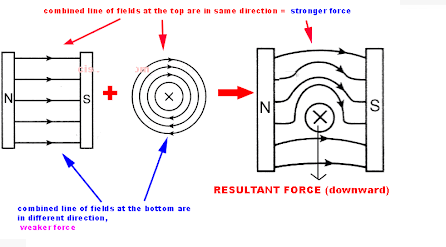 combined line of fields at the top are in same direction = stronger force
N
S
+
N
S
RESULTANT FORCE (downward)
combined line of fields at the bottom are
in different direction,
weaker force